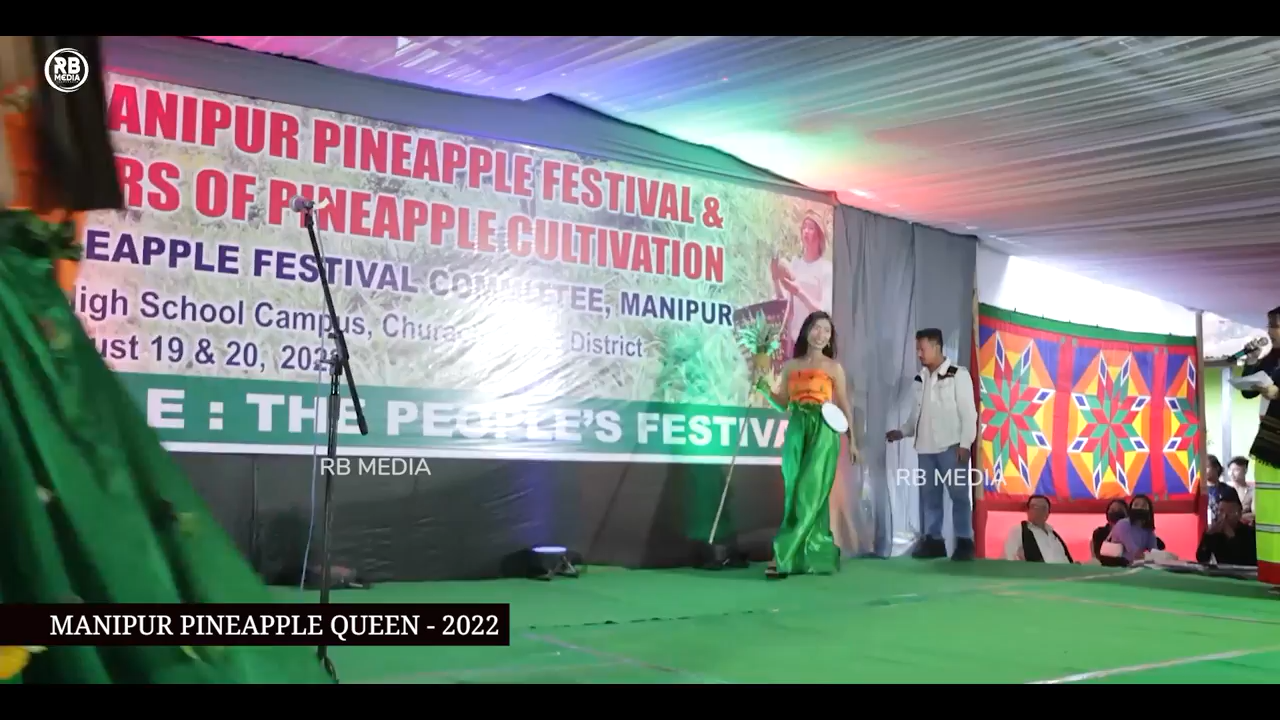 RB
MEDIA
ANIPUR PINEAPPLE FESTIVAL &
RS OF PINEAPPLE CULTIVATION
EAPPLE FESTIVAL COMMITTEE, MANIPUR
igh School Campus, District
ust 19 & 20,
E : THE PEOPLE'S FESTIVA
RB MEDIA
RB MEDIA
MANIPUR PINEAPPLE QUEEN - 2022